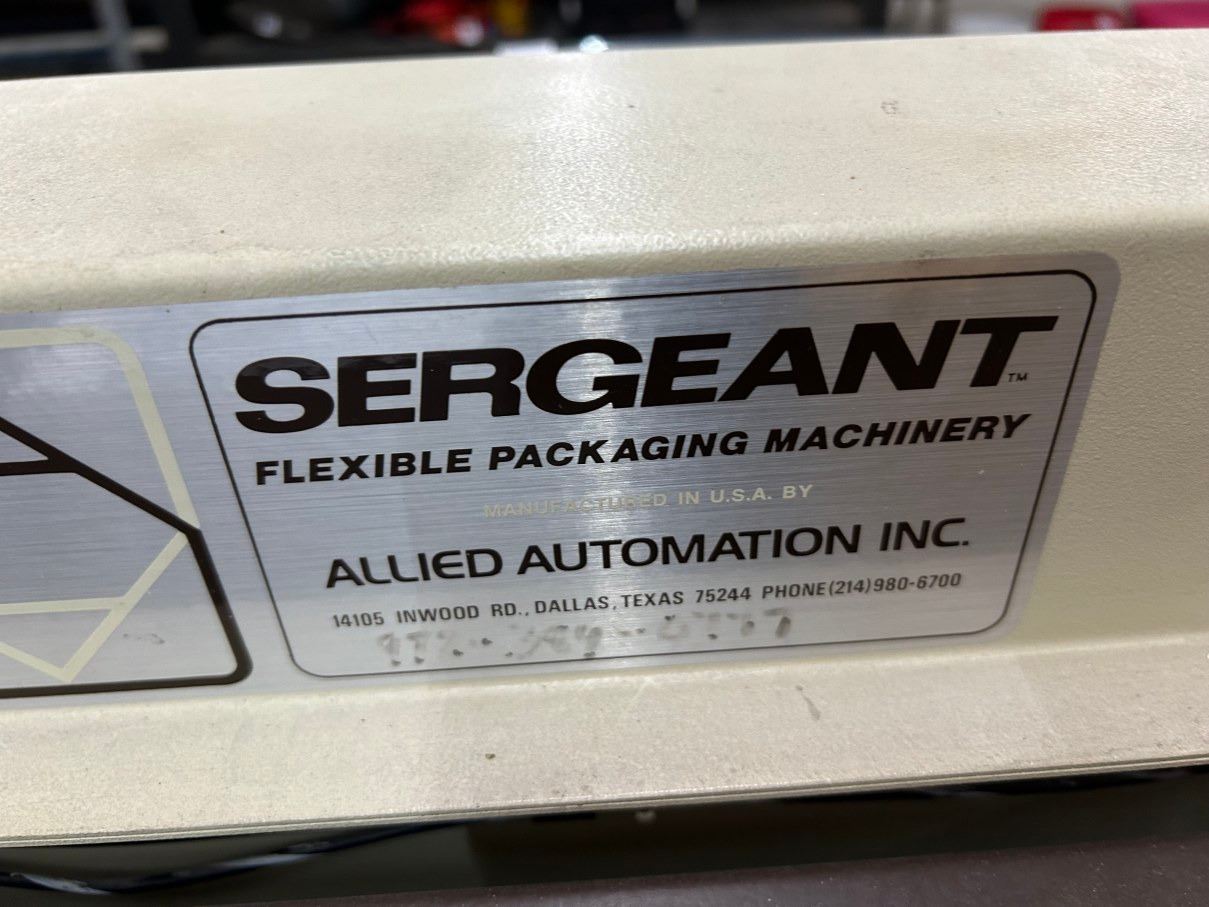 SERGEANT™
FLEXIBLE PACKAGING MACHINERY
MANUFACTURED IN U.S.A. BY
ALLIED AUTOMATION INC.
14105 INWOOD RD., DALLAS, TEXAS 75244 PHONE (214) 980-6700